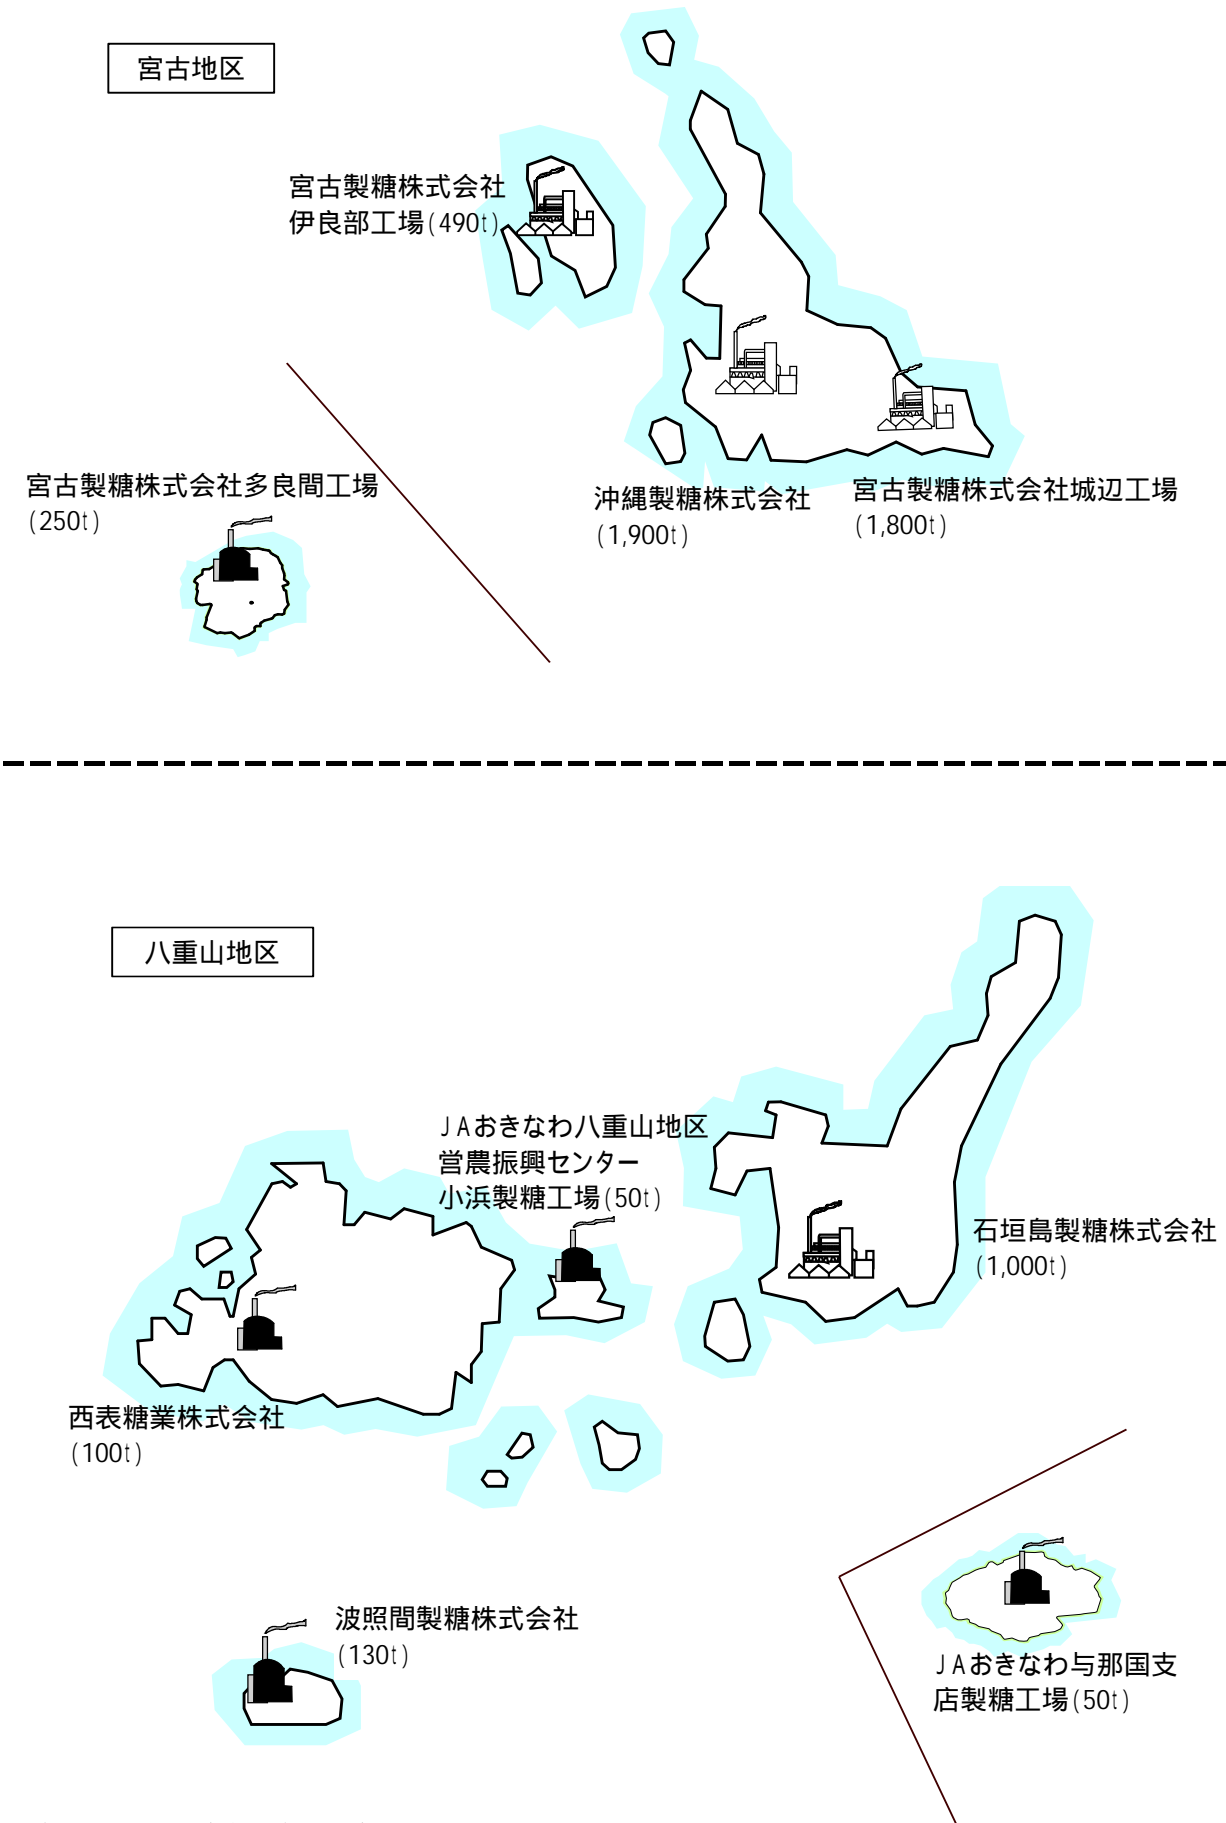 宮古地区
宮古製糖株式会社
伊良部工場(490t)
宮古製糖株式会社多良間工場
(250t)
沖縄製糖株式会社
(1,900t)
宮古製糖株式会社城辺工場
(1,800t)
八重山地区
JAおきなわ八重山地区
営農振興センター
小浜製糖工場(50t)
石垣島製糖株式会社
(1,000t)
西表糖業株式会社
(100t)
波照間製糖株式会社
(130t)
JAおきなわ与那国支
店製糖工場(50t)